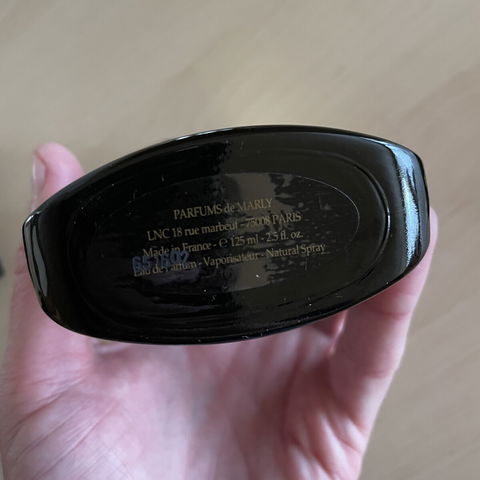 PARFUMS de MARLY
LNC 18 rue marbeuf - 75008 PARIS
Made in France - e 125 ml - 2.5 fl. oz.
Eau de Parfum - Vaporisateur - Natural Spray